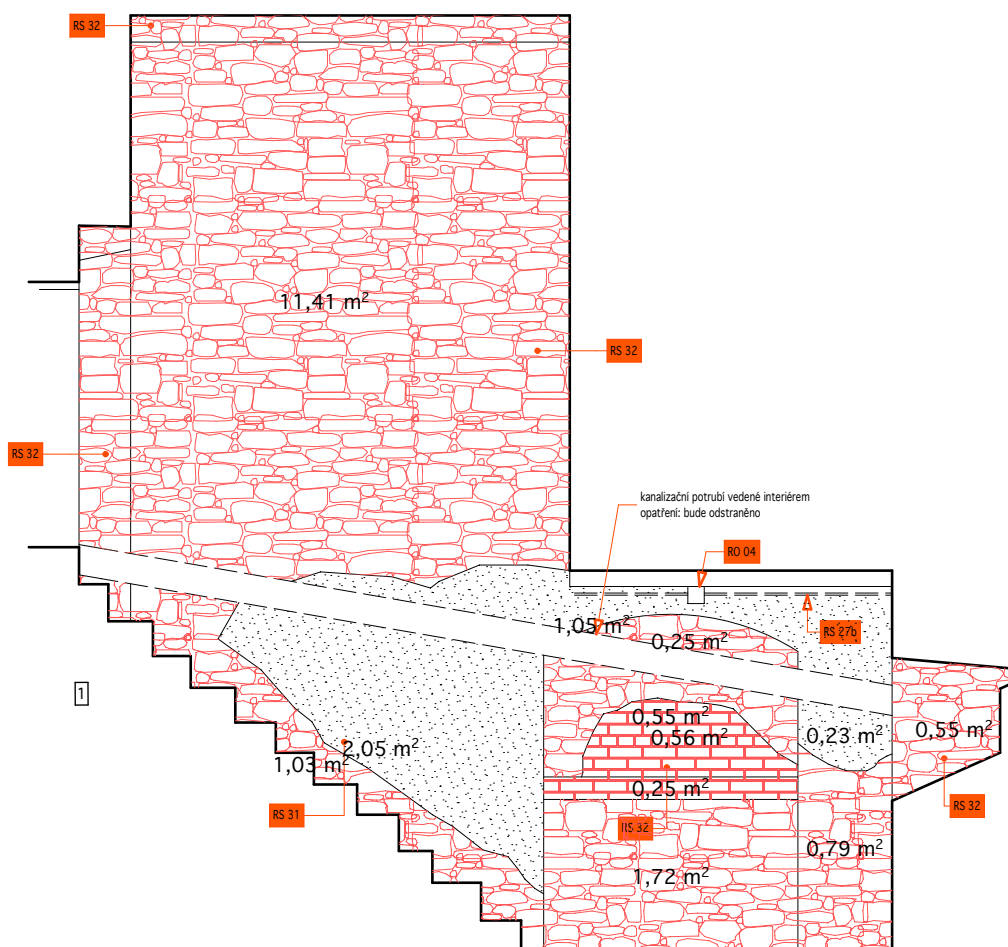 RS 32
11,41 m²
RS 32
RS 32
kanalizační potrubí vedené interiérem
opatření: bude odstraněno
RO 04
1,05 m²
RS 27b
0,25 m²
1
0,55 m²
0,56 m²
0,23 m²
0,55 m²
2,05 m²
1,03 m²
0,25 m²
RS 31
RS 32
RS 32
0,79 m²
1,72 m²